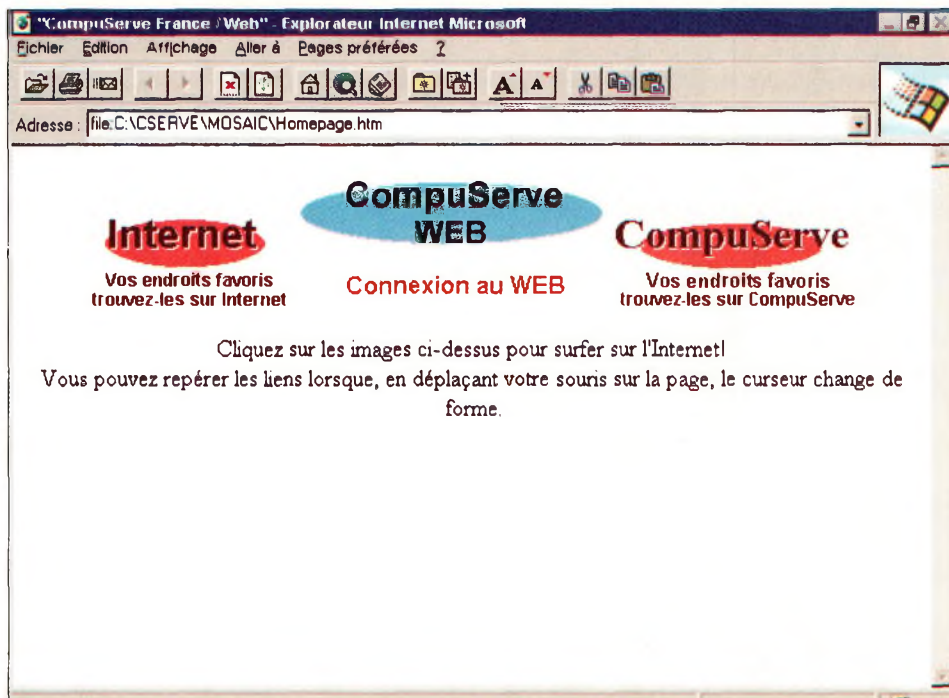 "CompuServe France / Web" - Explorateur Internet Microsoft
Fichier Edition Affichage Aller à Pages préférées ?
Adresse : file:C:\CSERVE\MOSAIC\Homepage.htm
CompuServe
WEB
Internet
CompuServe
Vos endroits favoris
trouvez-les sur Internet
Connexion au WEB
Vos endroits favoris
trouvez-les sur CompuServe
Cliquez sur les images ci-dessus pour surfer sur l'Internet!
Vous pouvez repérer les liens lorsque, en déplaçant votre souris sur la page, le curseur change de
forme.